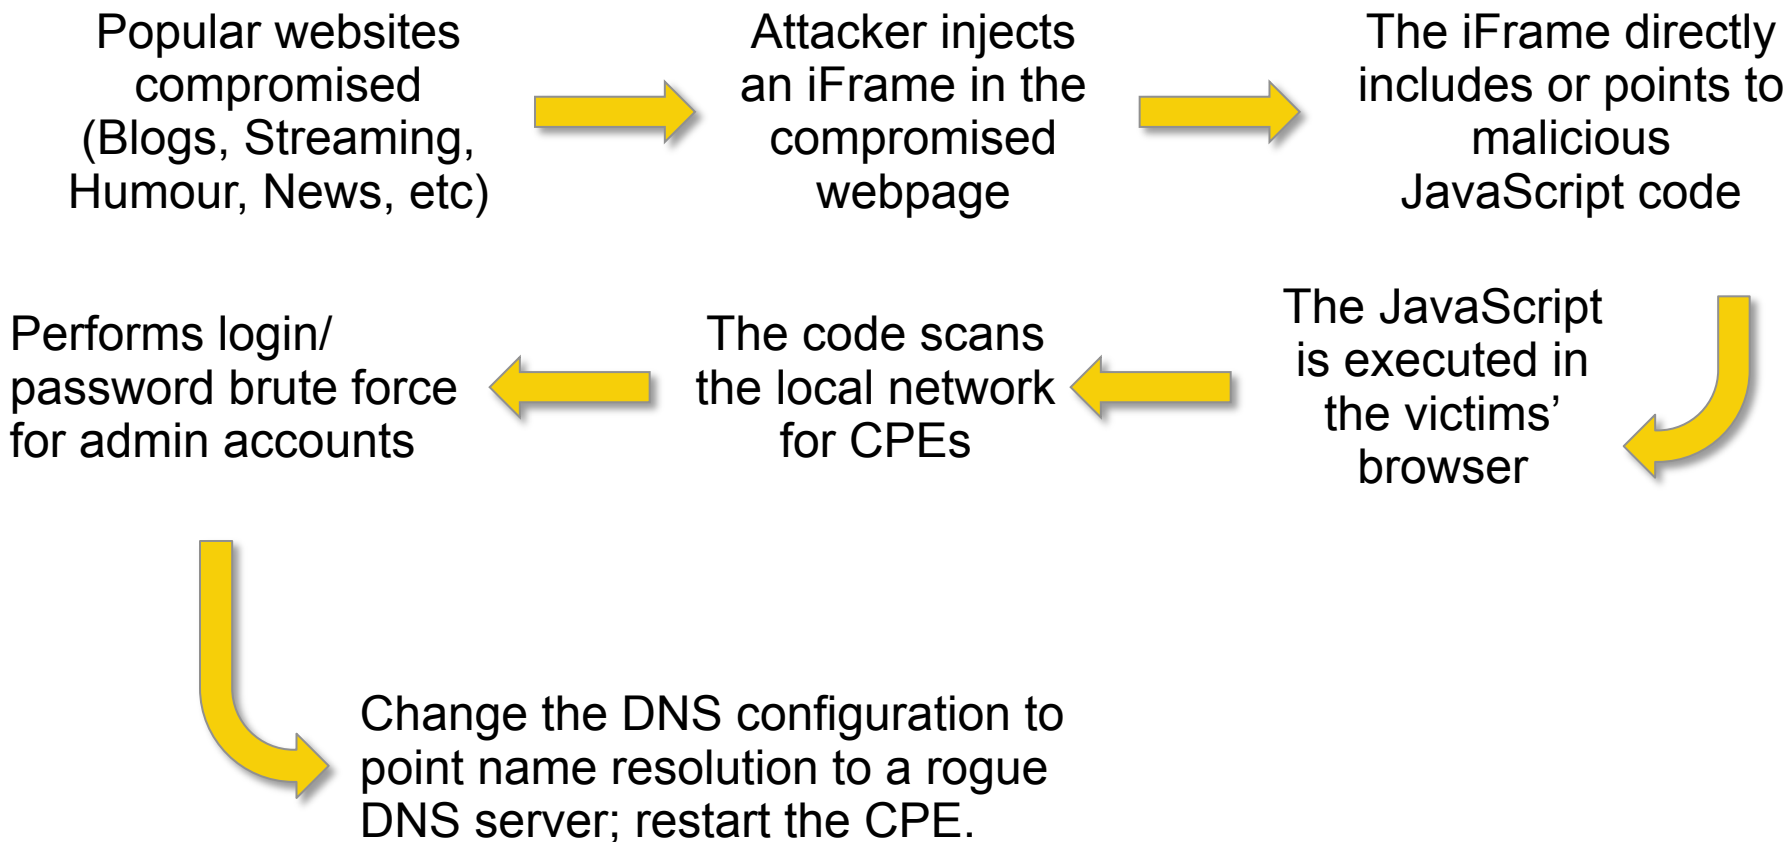 Popular websites
compromised
(Blogs, Streaming,
Humour, News, etc)
Attacker injects
an iFrame in the
compromised
webpage
The iFrame directly
includes or points to
malicious
JavaScript code
The JavaScript
is executed in
the victims’
browser
The code scans
the local network
for CPEs
Performs login/
password brute force
for admin accounts
Change the DNS configuration to
point name resolution to a rogue
DNS server; restart the CPE.